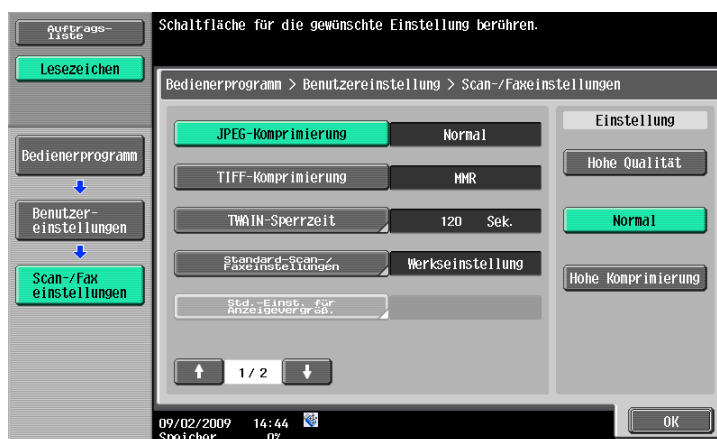 Schaltfläche für die gewünschte Einstellung berühren.
Auftrags-
liste
Lesezeichen
Bedienerprogramm > Benutzereinstellung > Scan-/Faxeinstellungen
Bedienerprogramm
Benutzer-
einstellungen
Scan-/Fax
einstellungen
JPEG-Komprimierung Normal
TIFF-Komprimierung MMR
TWAIN-Sperrzeit 120 Sek.
Standard-Scan-/
Faxeinstellungen
Werkseinstellung
Std.-Einst. für
Anzeigevergröß.
1/ 2
Einstellung
Hohe Qualität
Normal
Hohe Komprimierung
09/02/2009 14:44
Speicher 0%
OK